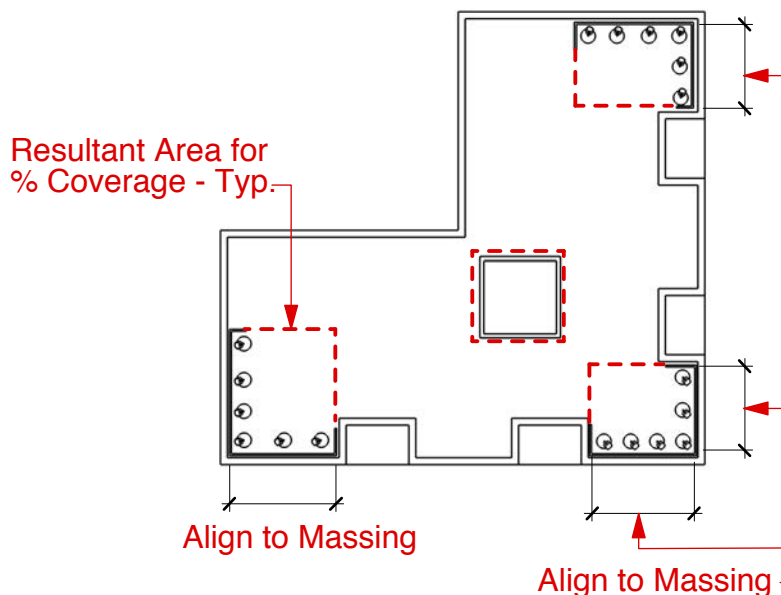 Resultant Area for
% Coverage - Typ.
Align to Massing
Align to Massing